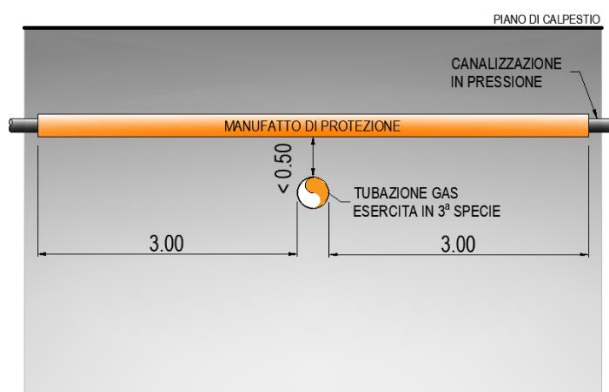 PIANO DI CALPESTIO
CANALIZZAZIONE
IN PRESSIONE
MANUFATTO DI PROTEZIONE
< 0.50
TUBAZIONE GAS
ESERCITA IN 3ª SPECIE
3.00
3.00